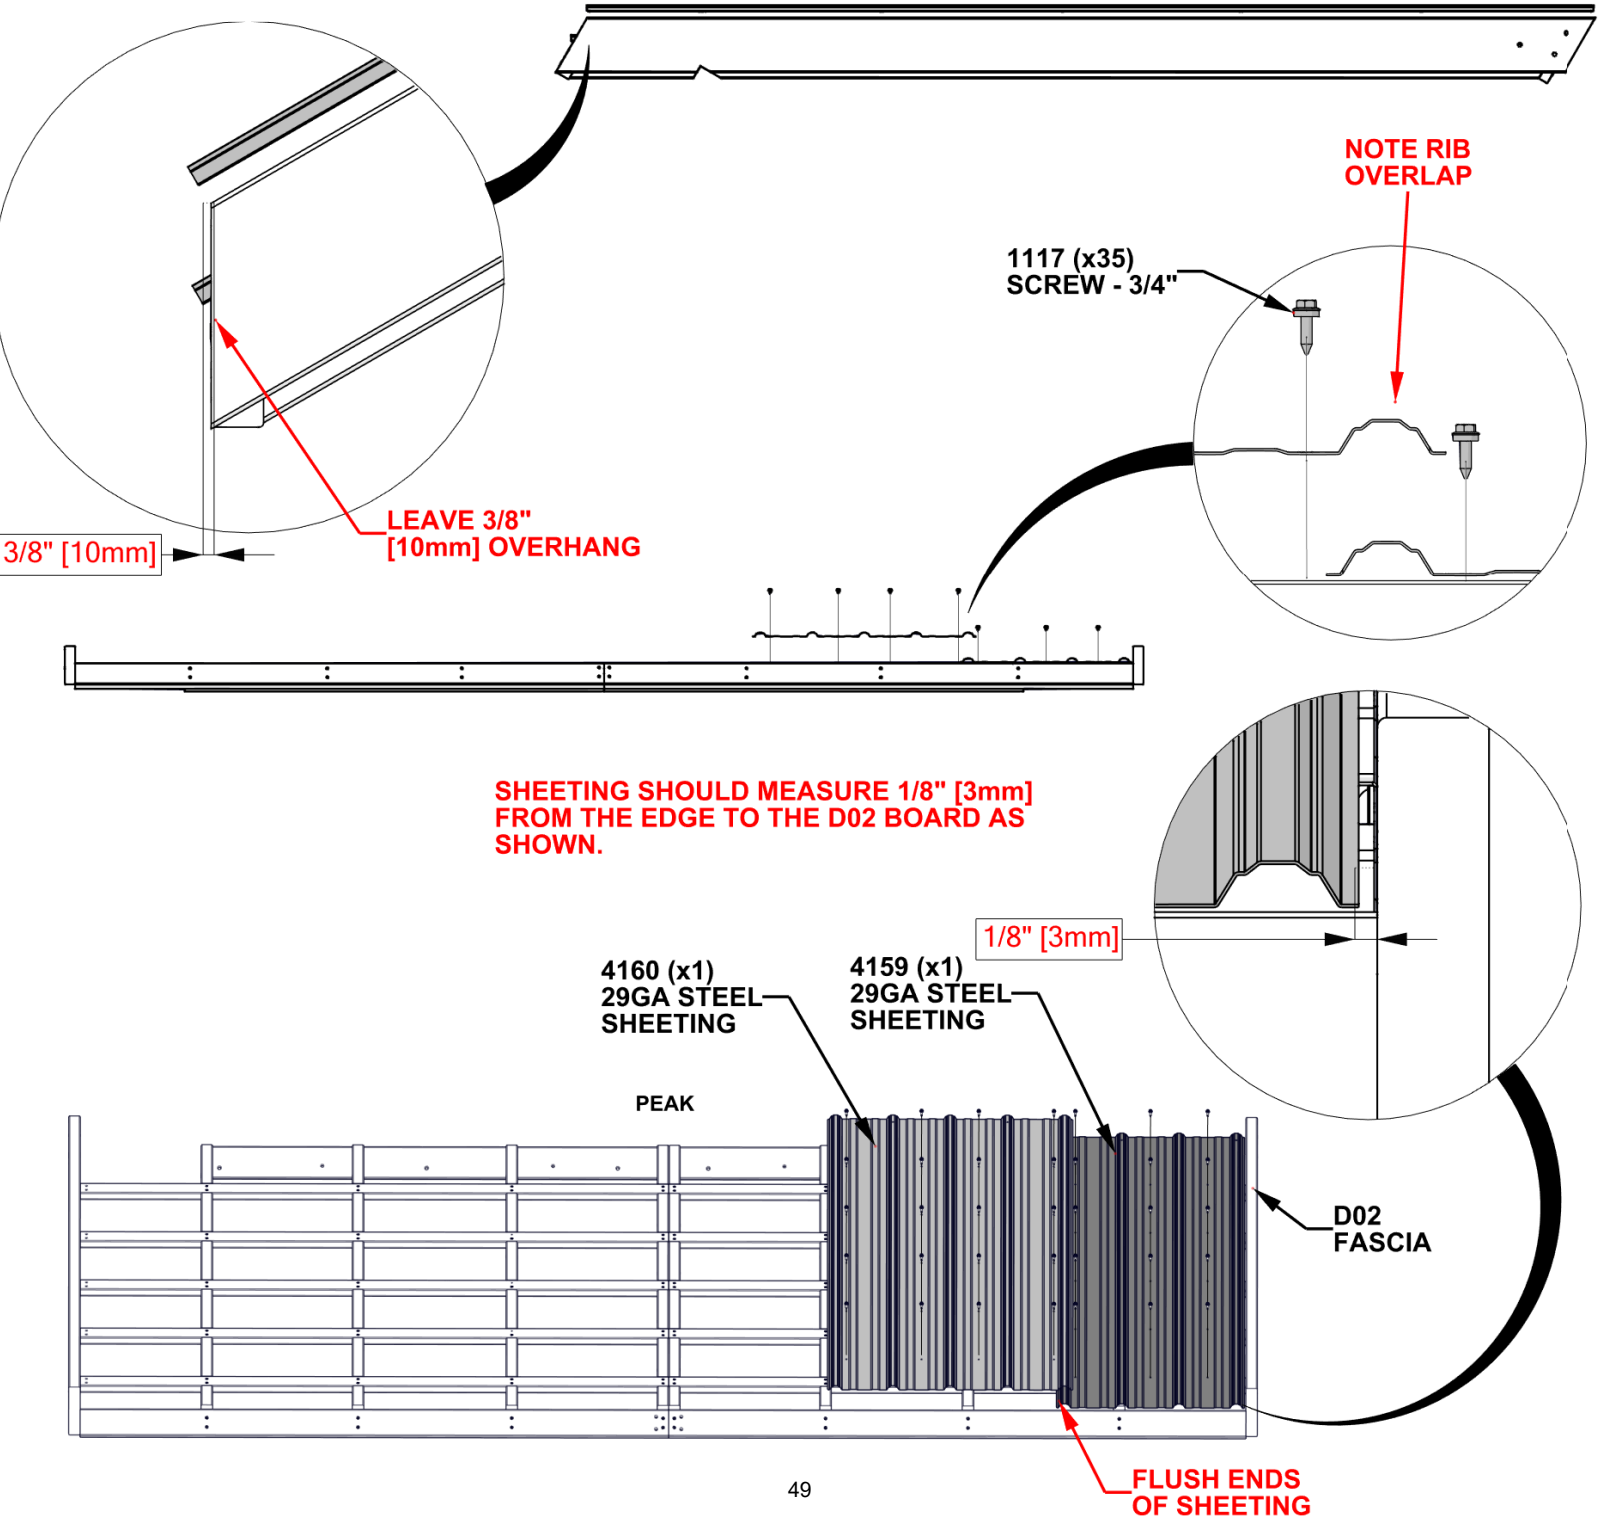 NOTE RIB
OVERLAP
1117 (x35)
SCREW - 3/4"
LEAVE 3/8"
[10mm] OVERHANG
3/8" [10mm]
SHEETING SHOULD MEASURE 1/8" [3mm]
FROM THE EDGE TO THE D02 BOARD AS
SHOWN.
1/8" [3mm]
4160 (x1)
29GA STEEL
SHEETING
4159 (x1)
29GA STEEL
SHEETING
PEAK
D02
FASCIA
FLUSH ENDS
OF SHEETING
49